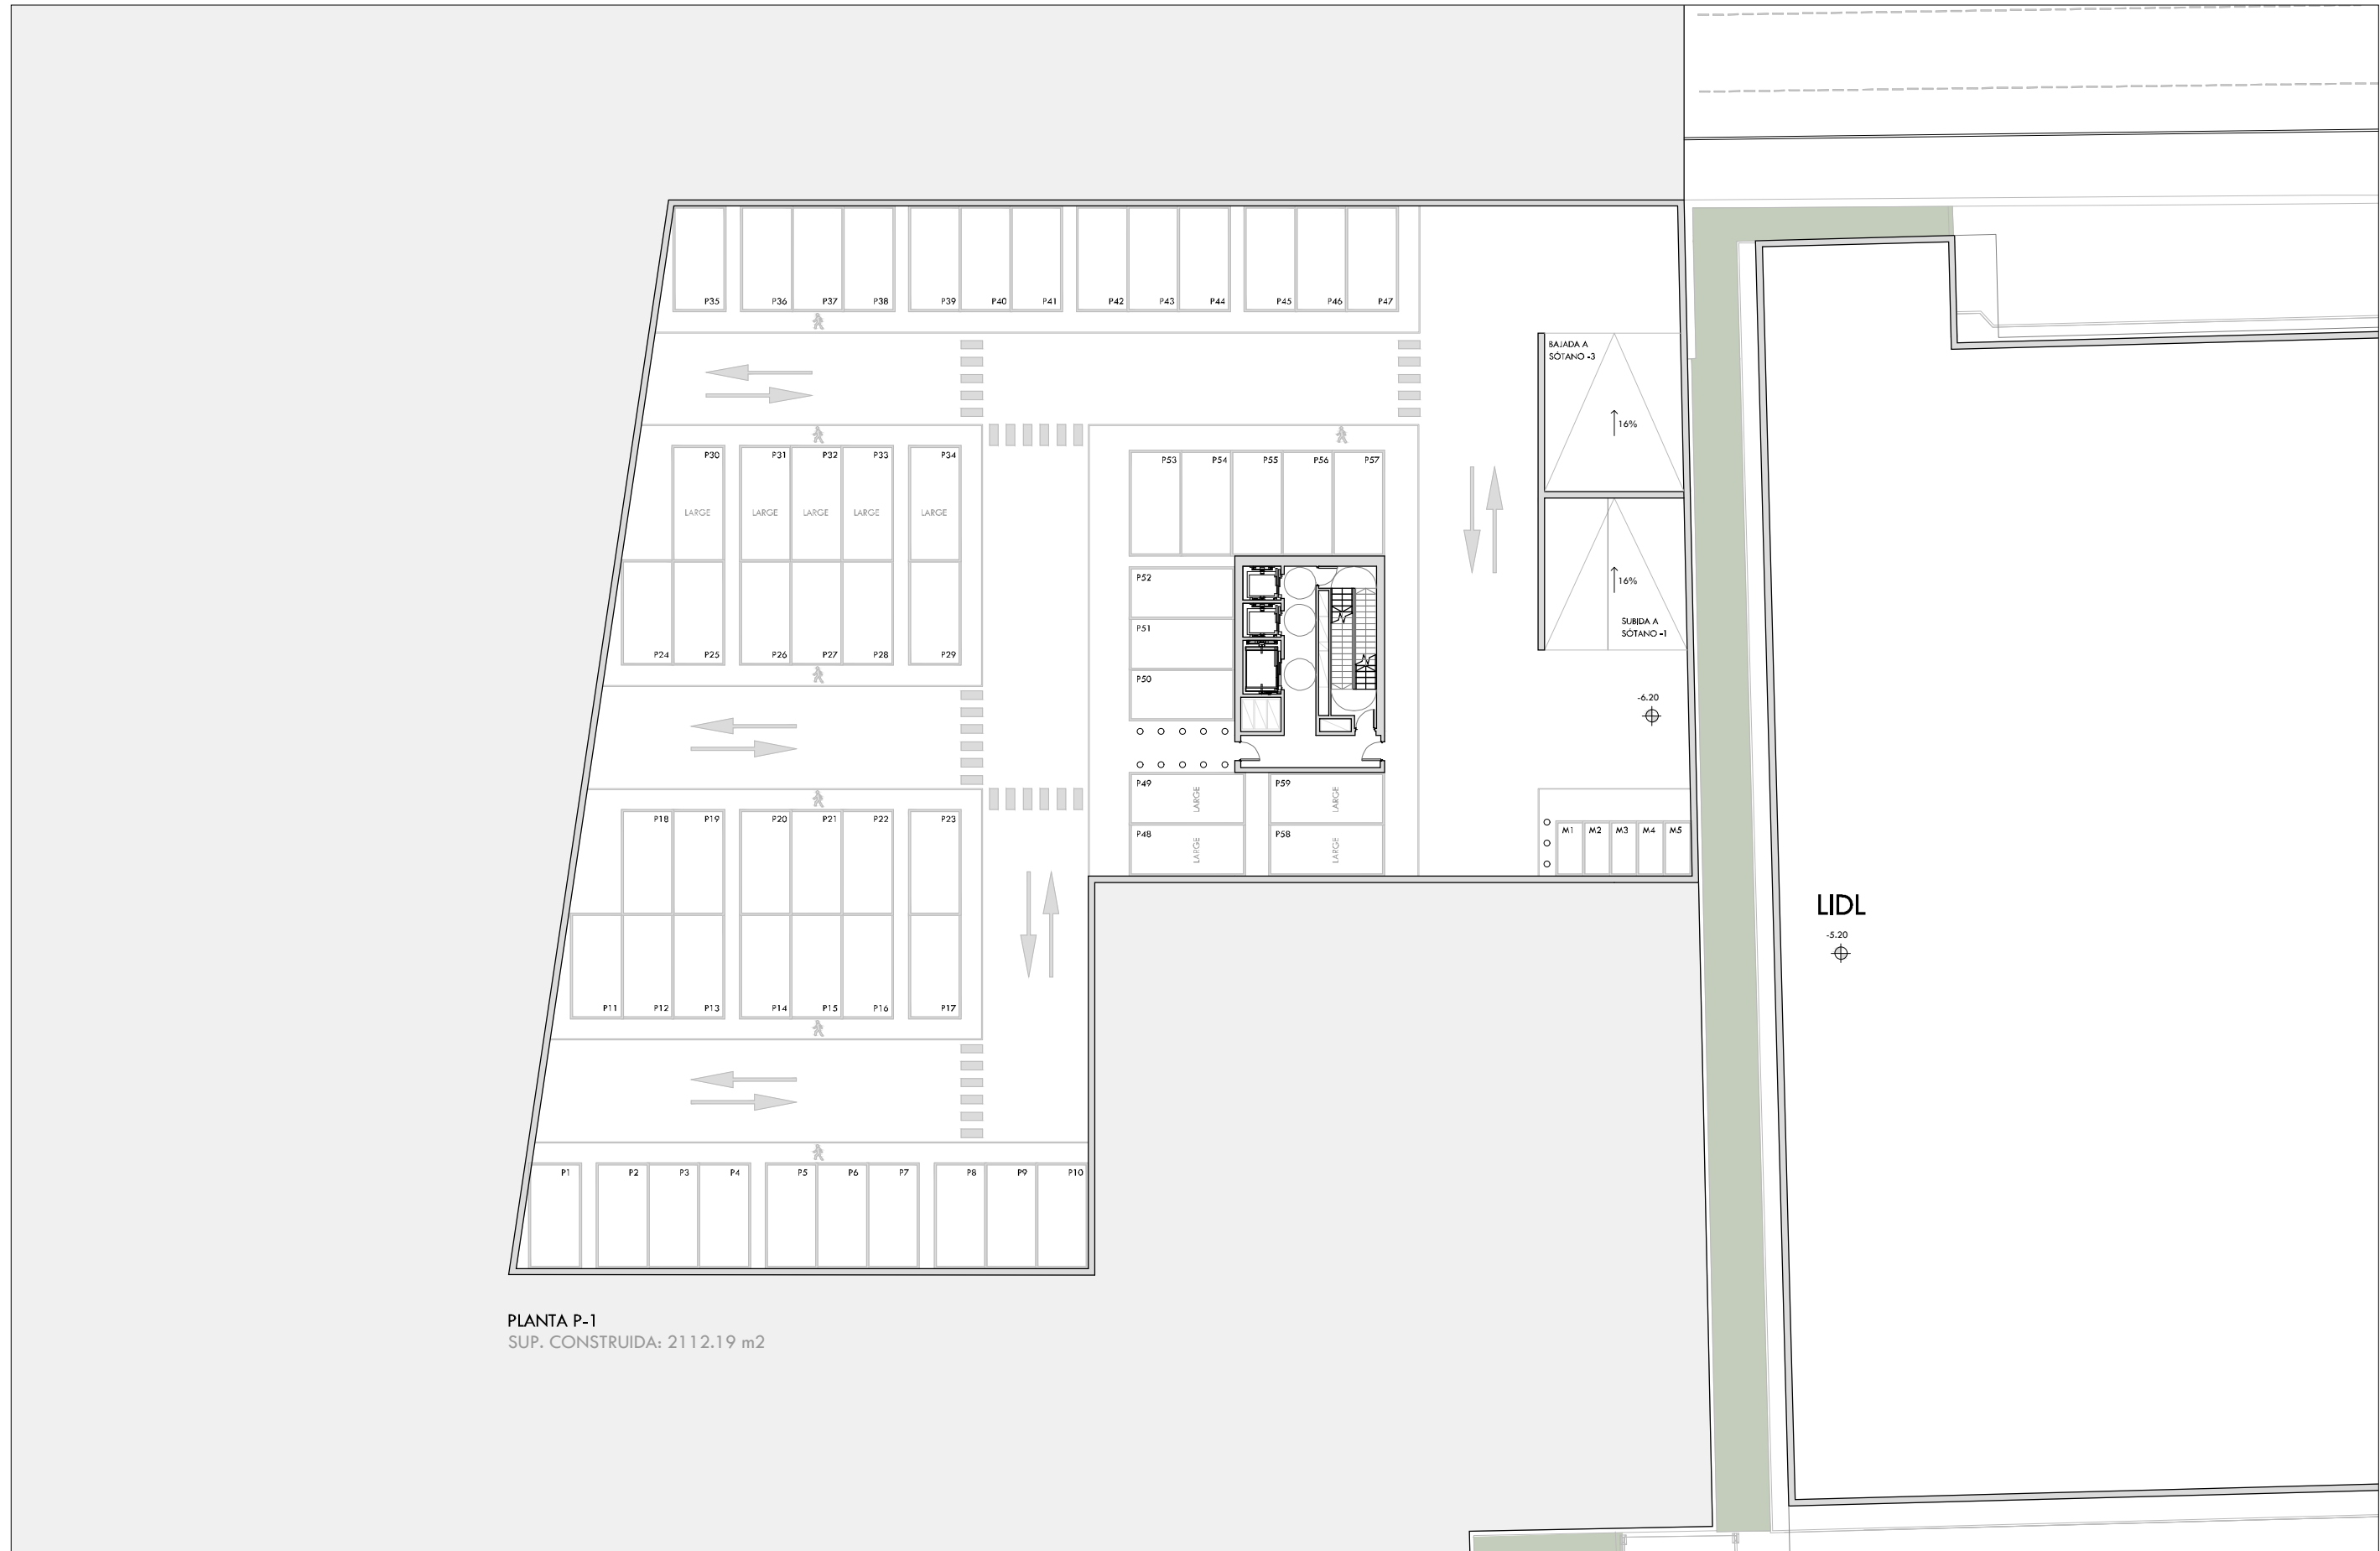 P35 P36 P37 P38 P39 P40 P41 P42 P43 P44 P45 P46 P47
BAJADA A
SÓTANO -3
16%
P30 P31 P32 P33 P34
P53 P54 P55 P56 P57
LARGE LARGE LARGE LARGE LARGE
P52
16%
SUBIDA A
SÓTANO -1
P51
P24 P25 P26 P27 P28 P29
P50
-6.20
P49 LARGE P59 LARGE
P18 P19 P20 P21 P22 P23
P48 LARGE P58 LARGE
M1 M2 M3 M4 M5
LIDL
-5.20
P11 P12 P13 P14 P15 P16 P17
P1 P2 P3 P4 P5 P6 P7 P8 P9 P10
PLANTA P-1
SUP. CONSTRUIDA: 2112.19 m2